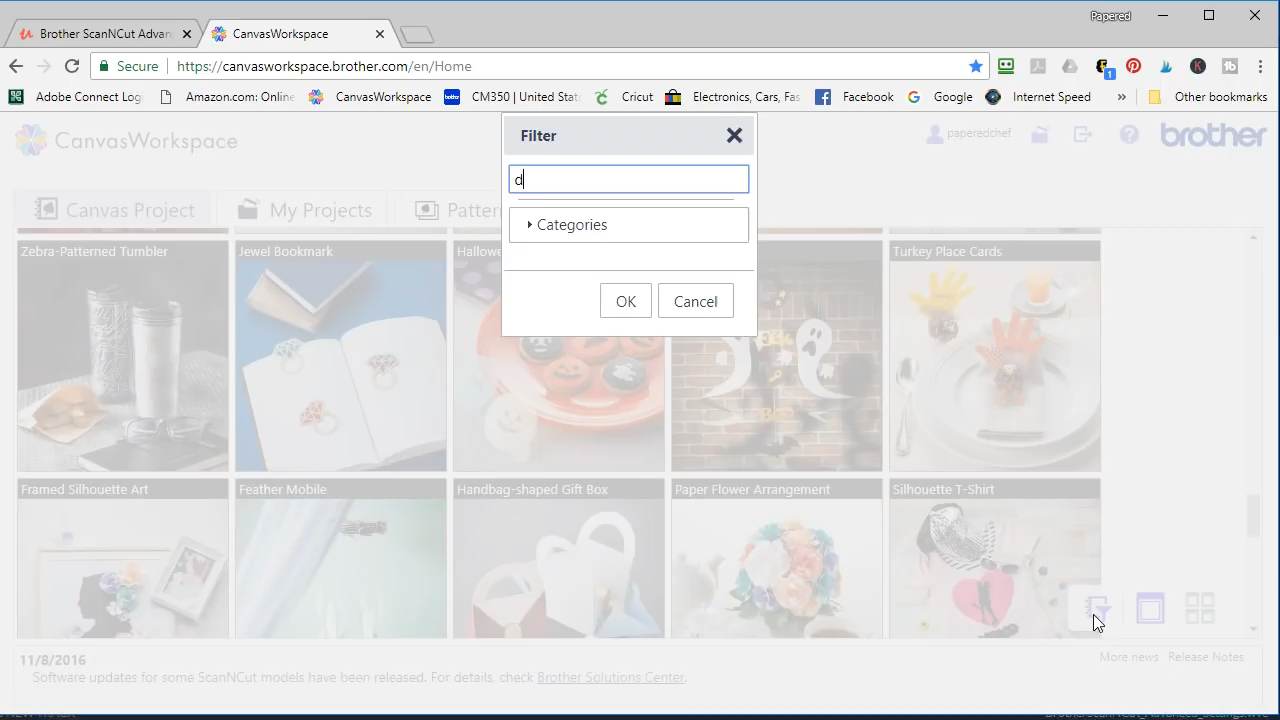 Papered
Brother ScanNCut Advan
CanvasWorkspace
Secure
https://canvasworkspace.brother.com/en/Home
1
Adobe Connect Log
Amazon.com: Online
CanvasWorkspace
CM350 | United Stat
Cricut
Electronics, Cars, Fas
Facebook
Google
Internet Speed
»
Other bookmarks
CanvasWorkspace
Filter
paperedchef
brother
d
Categories
Canvas Project
My Projects
Pattern
Zebra-Patterned Tumbler
Jewel Bookmark
Hallowe
Turkey Place Cards
OK
Cancel
Framed Silhouette Art
Feather Mobile
Handbag-shaped Gift Box
Paper Flower Arrangement
Silhouette T-Shirt
11/8/2016
More news
Release Notes
Software updates for some ScanNCut models have been released. For details, check Brother Solutions Center.